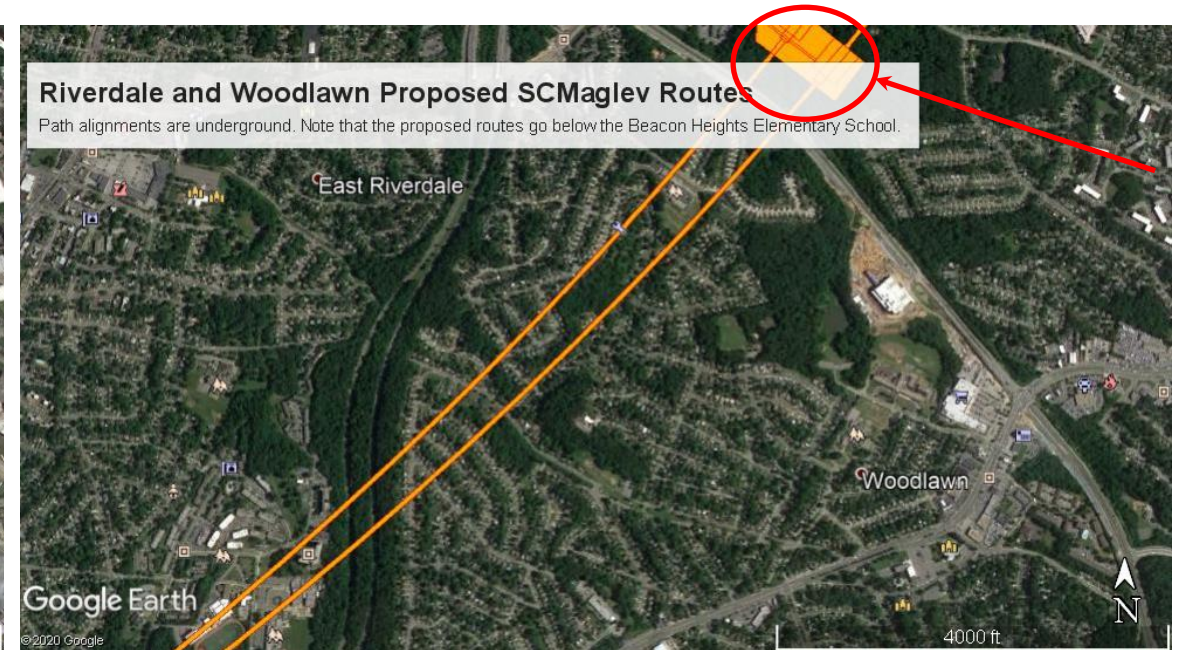 Riverdale and Woodlawn Proposed SCMaglev Routes
Path alignments are underground. Note that the proposed routes go below the Beacon Heights Elementary School.
East Riverdale
Woodlawn
Google Earth
©2020 Google
N
4000 ft